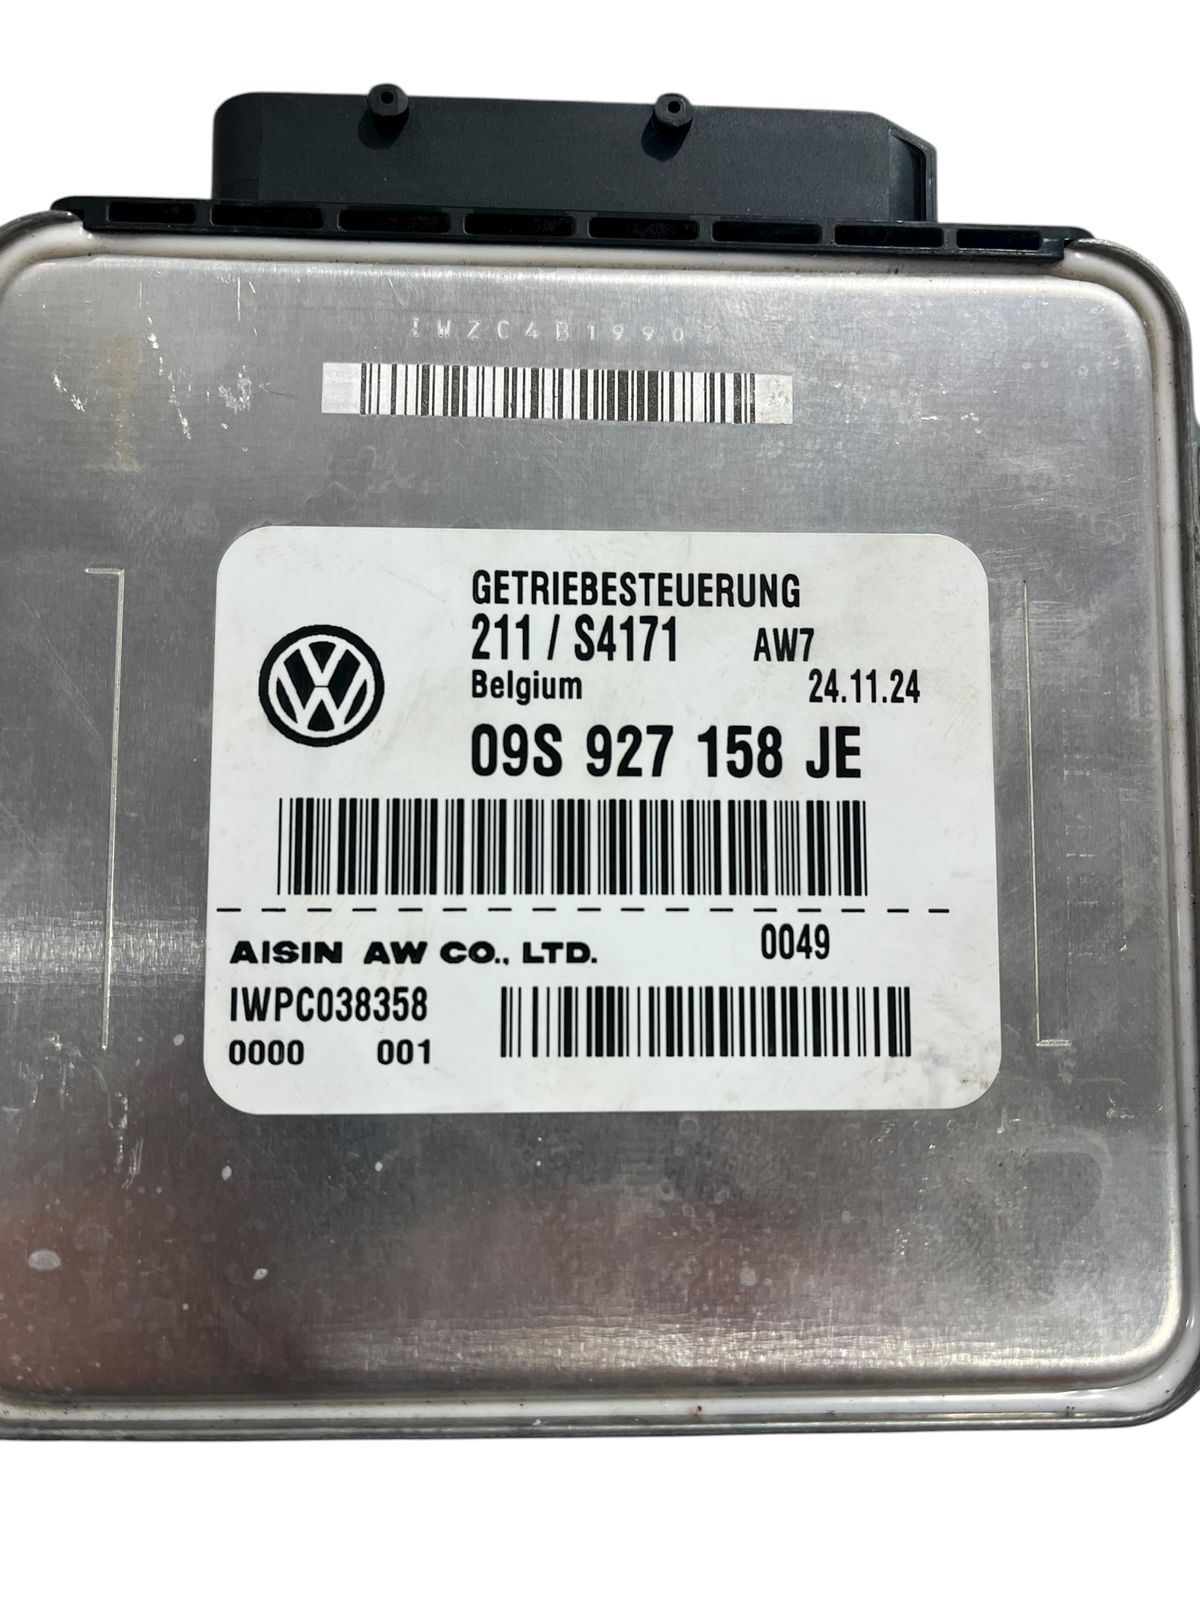 IWZC4B1990
GETRIEBESTEUERUNG
211 / S4171 AW7
Belgium 24.11.24
09S 927 158 JE
AISIN AW CO., LTD. 0049
IWPC038358
0000 001